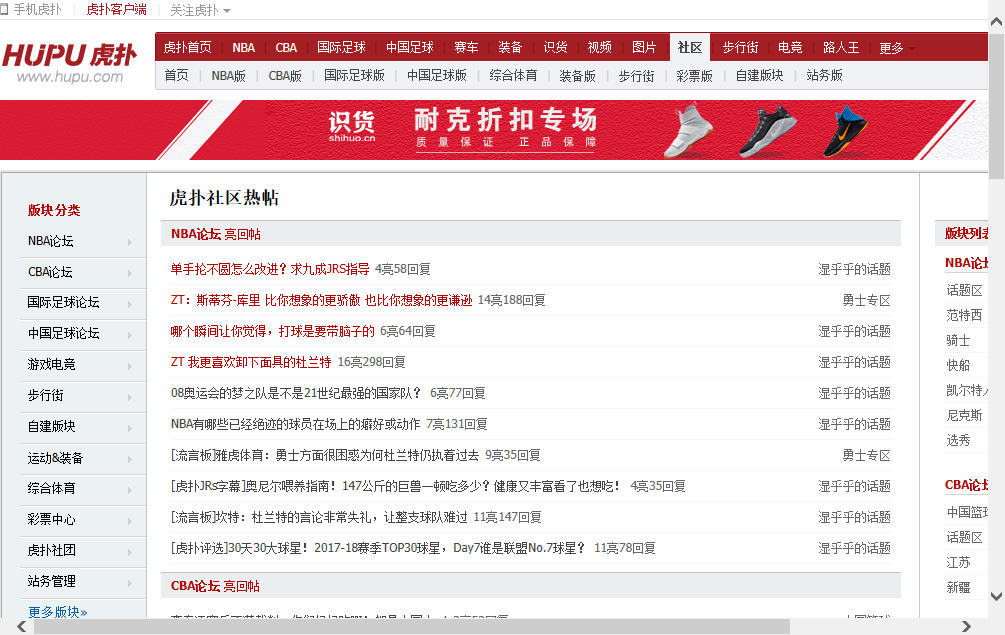 手机虎扑 虎扑客户端 关注虎扑
HUPU 虎扑
www.hupu.com
虎扑首页 NBA CBA 国际足球 中国足球 赛车 装备 识货 视频 图片 社区 步行街 电竞 路人王 更多
首页 NBA版 CBA版 国际足球版 中国足球版 综合体育 装备版 步行街 彩票版 自建版块 站务版
识货
shihuo.cn
耐克折扣专场
质量保证 正品保障
版块分类
NBA论坛
CBA论坛
国际足球论坛
中国足球论坛
游戏电竞
步行街
自建版块
运动&装备
综合体育
彩票中心
虎扑社团
站务管理
更多版块»
虎扑社区热帖
NBA论坛 亮回帖
单手抡不圆怎么改进？求九成JRS指导 4亮58回复 湿乎乎的话题
ZT：斯蒂芬-库里 比你想象的更骄傲 也比你想象的更谦逊 14亮188回复 勇士专区
哪个瞬间让你觉得，打球是要带脑子的 6亮64回复 湿乎乎的话题
ZT 我更喜欢卸下面具的杜兰特 16亮298回复 湿乎乎的话题
08奥运会的梦之队是不是21世纪最强的国家队？ 6亮77回复 湿乎乎的话题
NBA有哪些已经绝迹的球员在场上的癖好或动作 7亮131回复 湿乎乎的话题
[流言板]雅虎体育：勇士方面很困惑为何杜兰特仍执着过去 9亮35回复 勇士专区
[虎扑JRs字幕]奥尼尔喂养指南！147公斤的巨兽一顿吃多少？健康又丰富看了也想吃！ 4亮35回复 湿乎乎的话题
[流言板]坎特：杜兰特的言论非常失礼，让整支球队难过 11亮147回复 湿乎乎的话题
[虎扑评选]30天30大球星！2017-18赛季TOP30球星，Day7谁是联盟No.7球星？ 11亮78回复 湿乎乎的话题
CBA论坛 亮回帖
版块列表
NBA论坛
话题区
范特西
骑士
快船
凯尔特人
尼克斯
选秀
CBA论坛
中国篮球
话题区
江苏
新疆